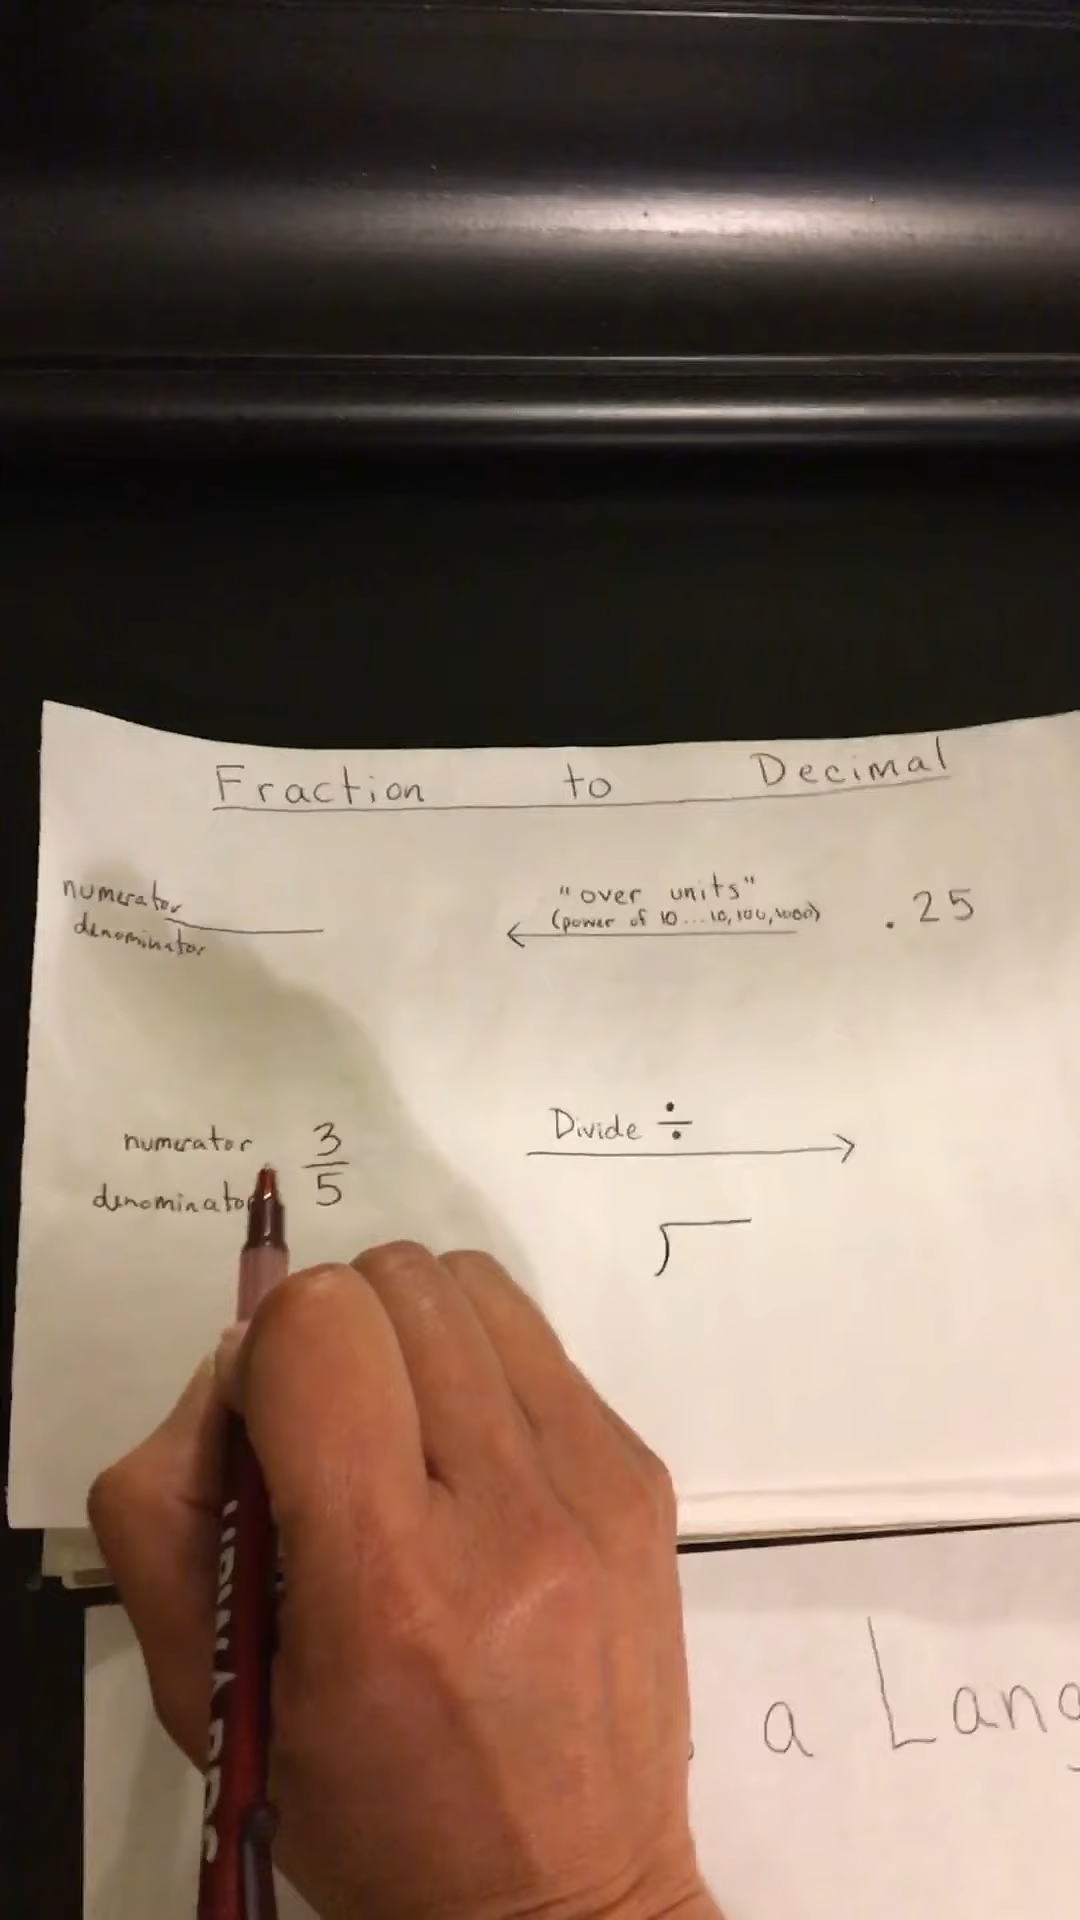 Fraction to Decimal
numerator
denominator
"over units"
(power of 10...10,100,1000)
.25
numerator 3
denominator 5
Divide ÷
a Lang